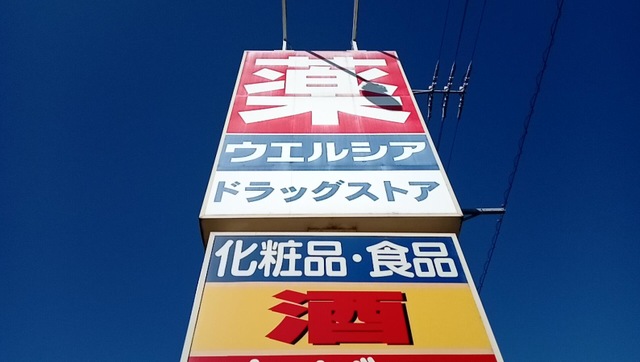 薬
ウエルシア
ドラッグストア
化粧品・食品
酒